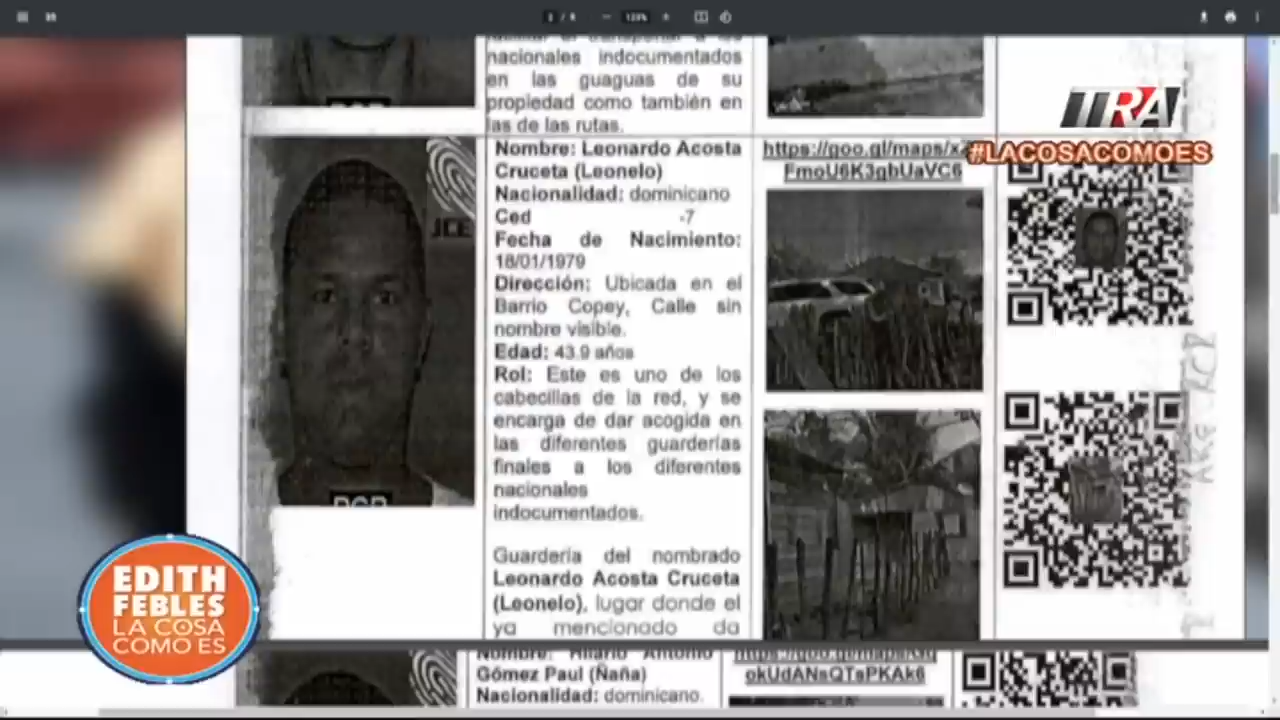 nacionales indocumentados
en las guaguas de su
propiedad como también en
las de las rutas.
Nombre: Leonardo Acosta
Cruceta (Leonelo)
Nacionalidad: dominicano
Ced -7
Fecha de Nacimiento:
18/01/1979
Dirección: Ubicada en el
Barrio Copey, Calle sin
nombre visible.
Edad: 43.9 años
Rol: Este es uno de los
cabecillas de la red, y se
encarga de dar acogida en
las diferentes guarderías
finales a los diferentes
nacionales
indocumentados.
Guardería del nombrado
Leonardo Acosta Cruceta
(Leonelo), lugar donde el
ya mencionado da
Nombre: Hilario Antonio
Gómez Paul (Ñaña)
Nacionalidad: dominicano.
JCE
https://goo.gl/maps/x
FmoU6K3gbUaVC6
okUdANsQTsPKAk6
TRA
#LACOSACOMOES
EDITH
FEBLES
LA COSA
COMO ES